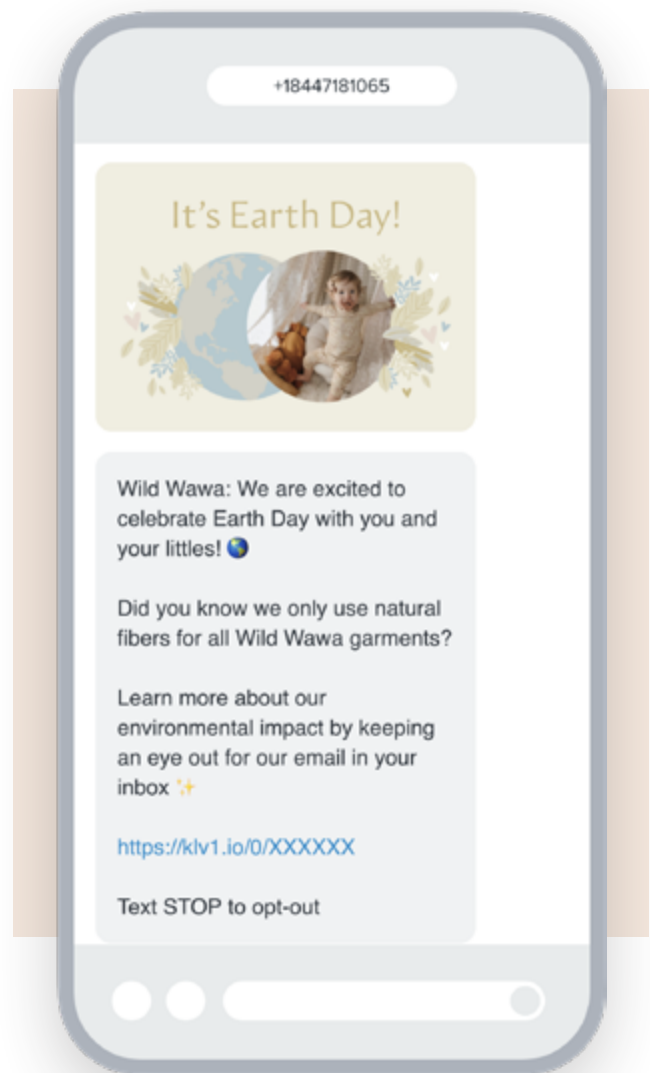 +18447181065
It's Earth Day!
Wild Wawa: We are excited to
celebrate Earth Day with you and
your littles! 🌎
Did you know we only use natural
fibers for all Wild Wawa garments?
Learn more about our
environmental impact by keeping
an eye out for our email in your
inbox ✨
https://klv1.io/0/XXXXXX
Text STOP to opt-out